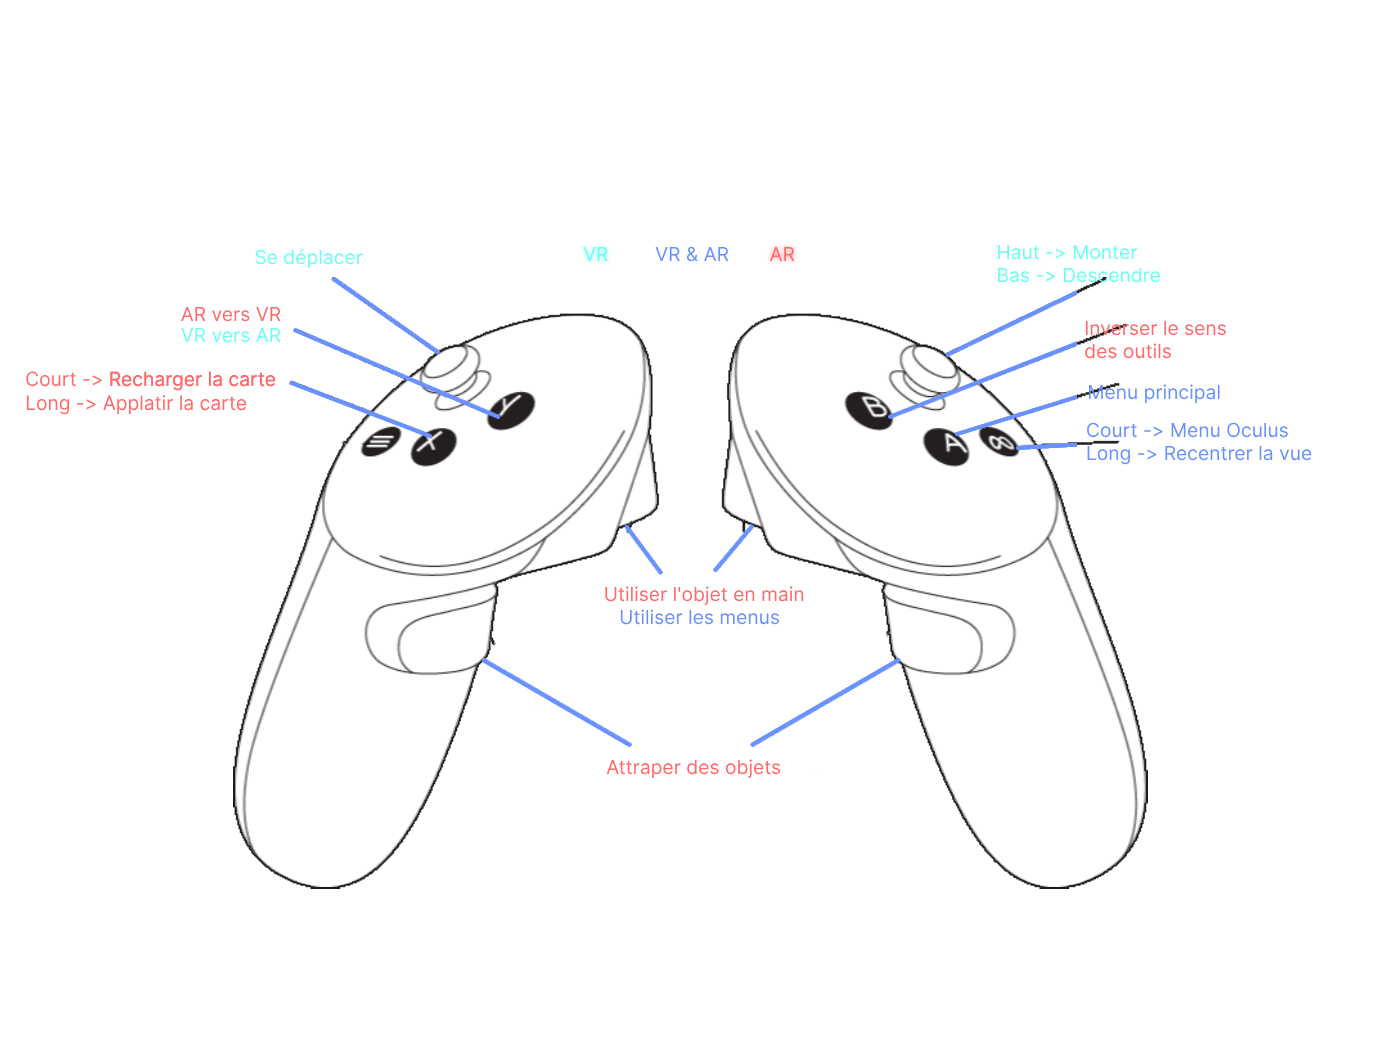 VR
VR & AR
AR
Se déplacer
AR vers VR
VR vers AR
Court -> Recharger la carte
Long -> Applatir la carte
Y
X
Haut -> Monter
Bas -> Descendre
Inverser le sens
des outils
Menu principal
Court -> Menu Oculus
Long -> Recentrer la vue
B
A
Utiliser l'objet en main
Utiliser les menus
Attraper des objets